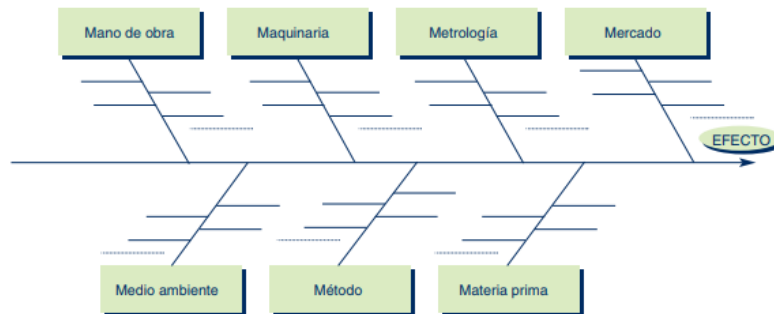 Mano de obra
Maquinaria
Metrología
Mercado
EFECTO
Medio ambiente
Método
Materia prima